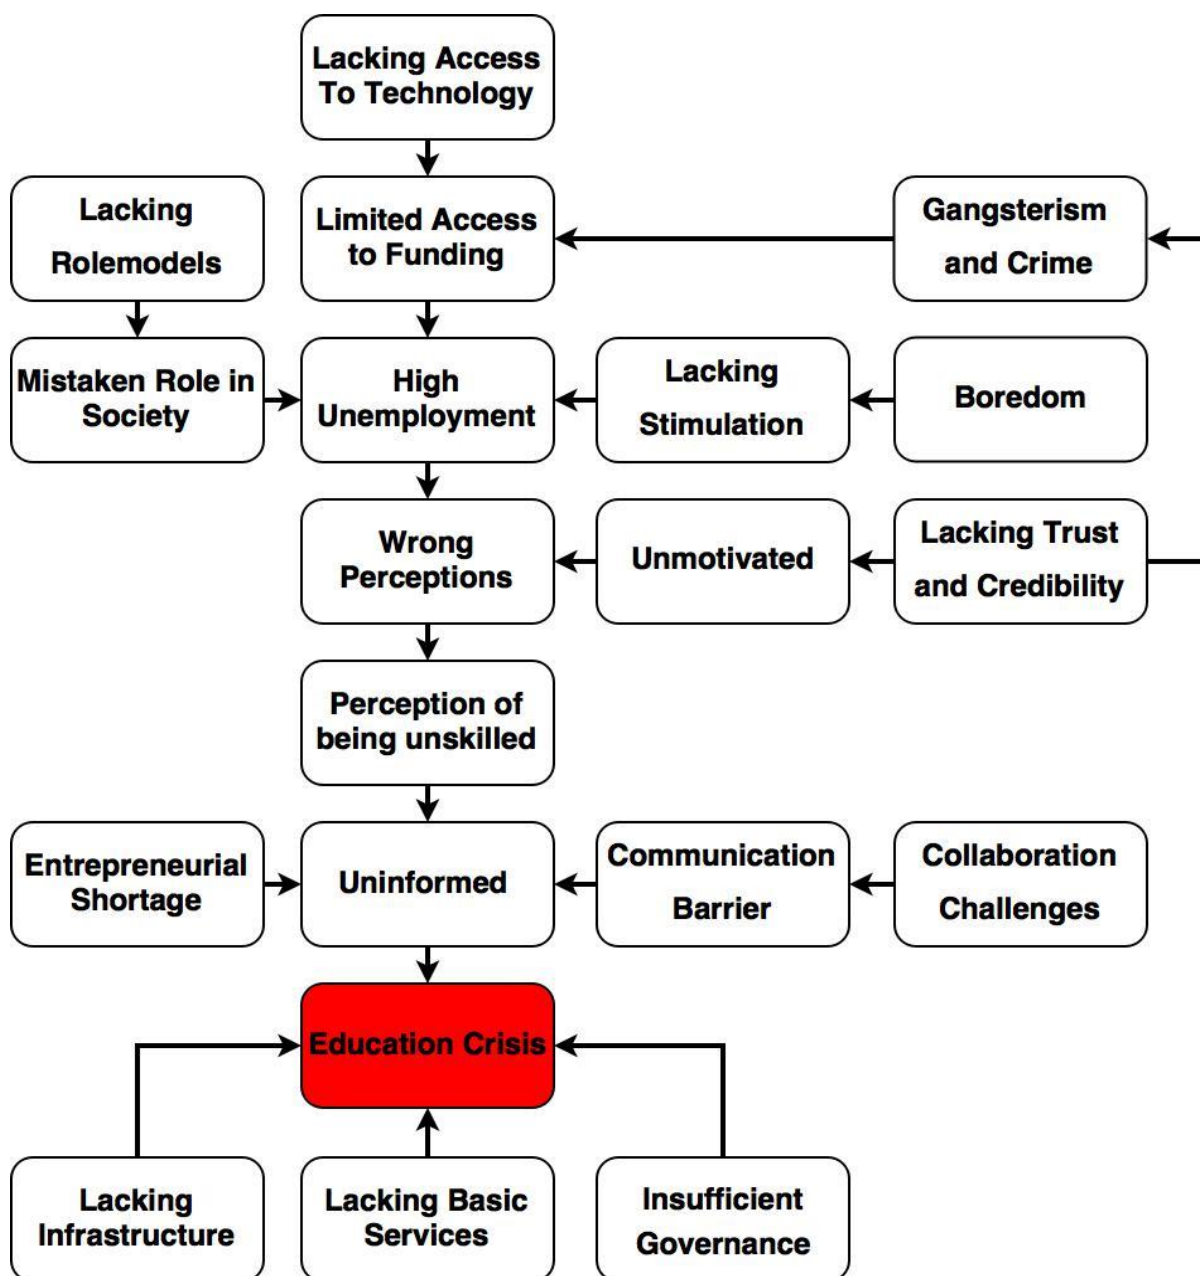 Lacking Access
To Technology
Lacking
Rolemodels
Limited Access
to Funding
Gangsterism
and Crime
Mistaken Role in
Society
High
Unemployment
Lacking
Stimulation
Boredom
Wrong
Perceptions
Unmotivated
Lacking Trust
and Credibility
Perception of
being unskilled
Entrepreneurial
Shortage
Uninformed
Communication
Barrier
Collaboration
Challenges
Education Crisis
Lacking
Infrastructure
Lacking Basic
Services
Insufficient
Governance